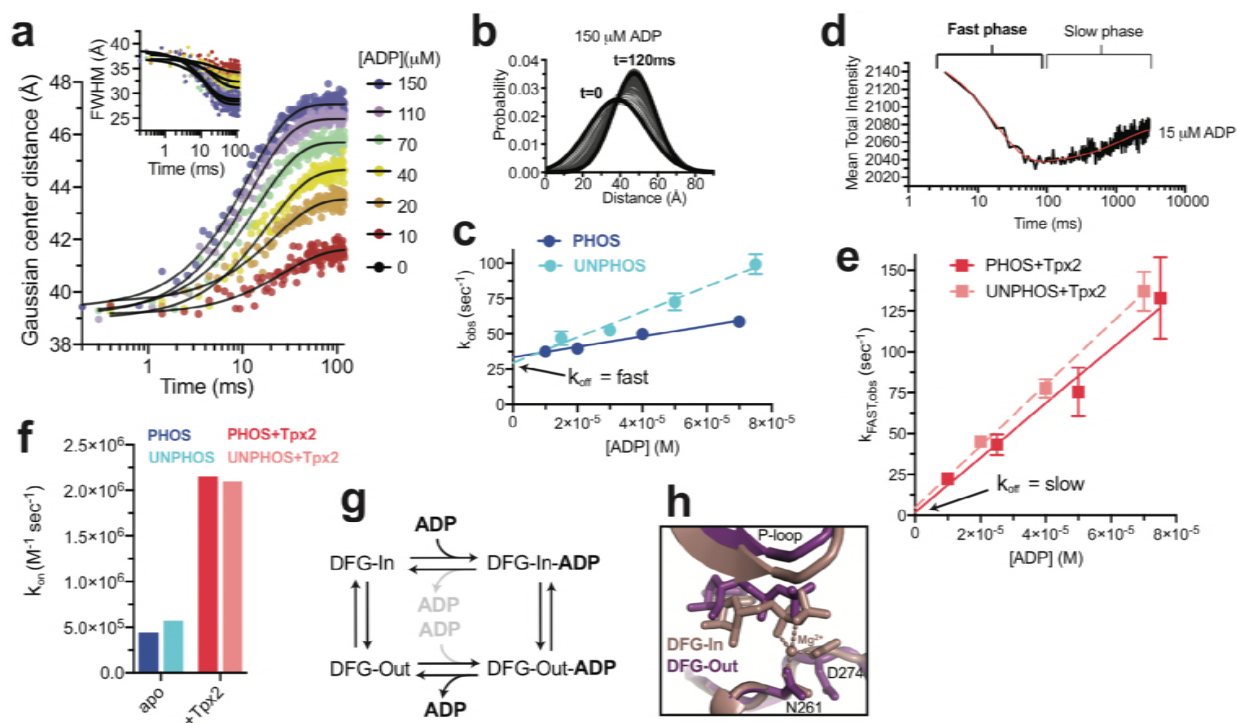 a
FWHM (Å)
40
35
30
25
1
10
100
Time (ms)
Gaussian center distance (Å)
48
46
44
42
40
38
1
10
100
Time (ms)
[ADP](μM)
150
110
70
40
20
10
0
b
150 μM ADP
t=120ms
t=0
Probability
0.04
0.03
0.02
0.01
0.00
0
20
40
60
80
Distance (Å)
c
PHOS
UNPHOS
k obs (sec-1)
100
75
50
25
0
koff = fast
0
2×10-5
4×10-5
6×10-5
8×10-5
[ADP] (M)
d
Fast phase
Slow phase
Mean Total Intensity
2140
2120
2100
2080
2060
2040
2020
15 μM ADP
1
10
100
1000
10000
Time (ms)
e
PHOS+Tpx2
UNPHOS+Tpx2
kFAST,obs (sec-1)
150
125
100
75
50
25
0
koff = slow
0
2×10-5
4×10-5
6×10-5
8×10-5
[ADP] (M)
f
PHOS
UNPHOS
PHOS+Tpx2
UNPHOS+Tpx2
kon (M-1 sec-1)
2.5×106
2.0×106
1.5×106
1.0×106
5.0×105
0.0
apo
+Tpx2
g
ADP
DFG-In
DFG-In-ADP
ADP
ADP
DFG-Out
DFG-Out-ADP
ADP
h
P-loop
Mg2+
DFG-In
DFG-Out
D274
N261